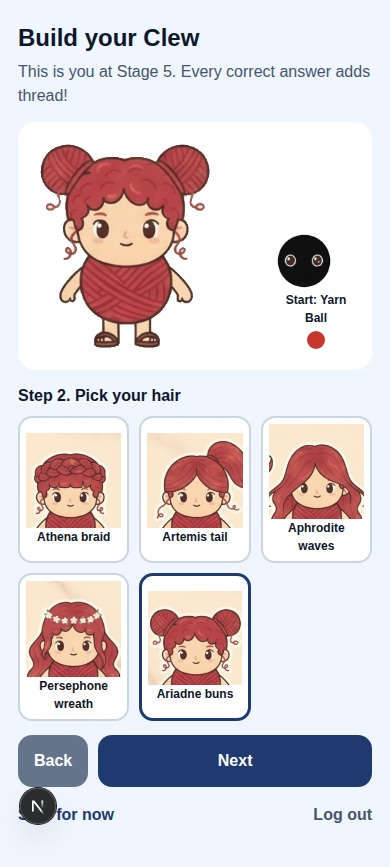 Build your Clew
This is you at Stage 5. Every correct answer adds
thread!
Start: Yarn
Ball
Step 2. Pick your hair
Athena braid
Artemis tail
Aphrodite
waves
Persephone
wreath
Ariadne buns
Back
Next
N
for now
Log out